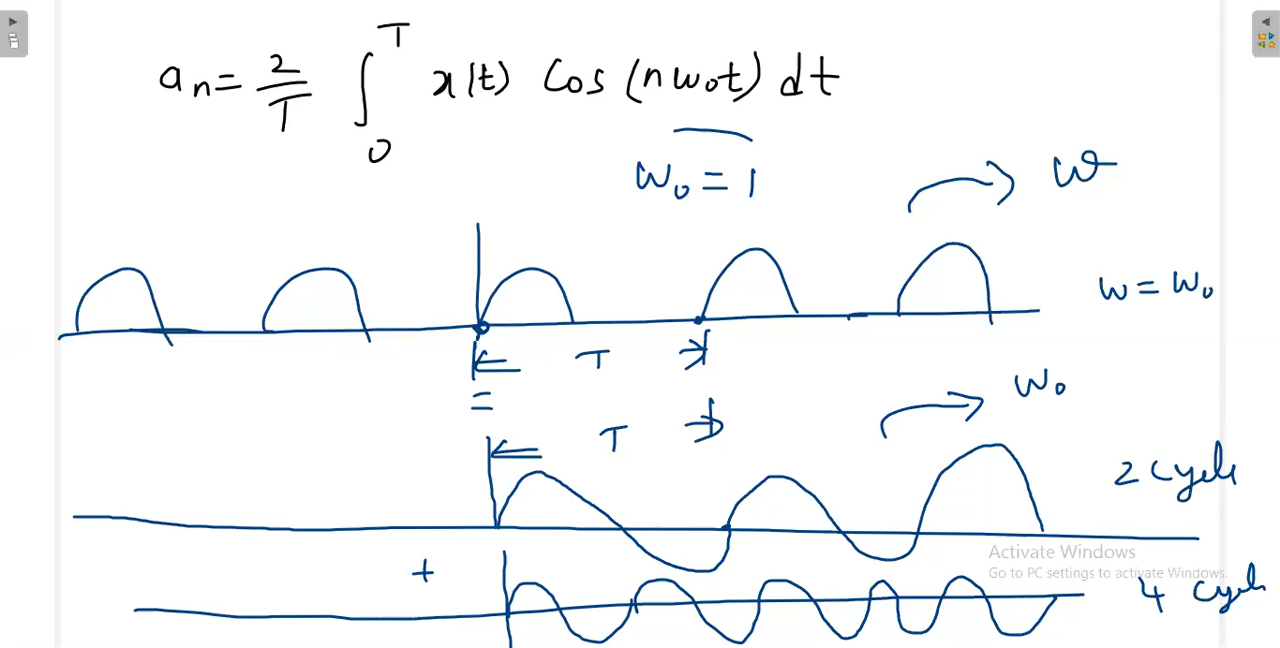 an = 2/T ∫₀ᵀ x(t) Cos (nw₀t) dt
w₀ = 1
w
w = w₀
T
=
w₀
T
2 cycle
Activate Windows
Go to PC settings to activate Windows.
+
4 cycle